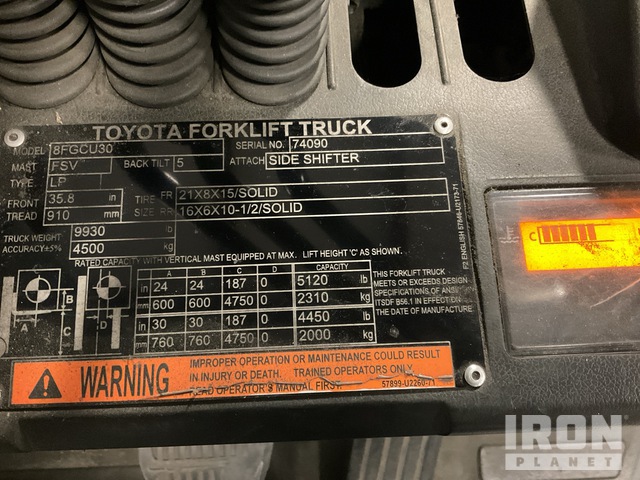 TOYOTA FORKLIFT TRUCK
MODEL 8FGCU30 SERIAL NO. 74090
MAST FSV BACK TILT 5 ATTACH SIDE SHIFTER
TYPE LP
FRONT TREAD 35.8 in TIRE FR 21X8X15/SOLID
910 mm SIZE RR 16X6X10-1/2/SOLID
TRUCK WEIGHT 9930 lb
ACCURACY±5% 4500 kg
RATED CAPACITY WITH VERTICAL MAST EQUIPPED AT MAX. LIFT HEIGHT 'C' AS SHOWN.
A B C D CAPACITY
in 24 24 187 0 5120 lb
mm 600 600 4750 0 2310 kg
in 30 30 187 0 4450 lb
mm 760 760 4750 0 2000 kg
THIS FORKLIFT TRUCK
MEETS OR EXCEEDS DESIGN
SPECIFICATIONS OF ANSI
ITSDF B56.1 IN EFFECT ON
THE DATE OF MANUFACTURE
F2 ENGLISH 57846-U2173-71
A B C D
WARNING
IMPROPER OPERATION OR MAINTENANCE COULD RESULT
IN INJURY OR DEATH. TRAINED OPERATORS ONLY.
READ OPERATOR'S MANUAL FIRST. 57899-U2260-71
C
IRON
PLANET